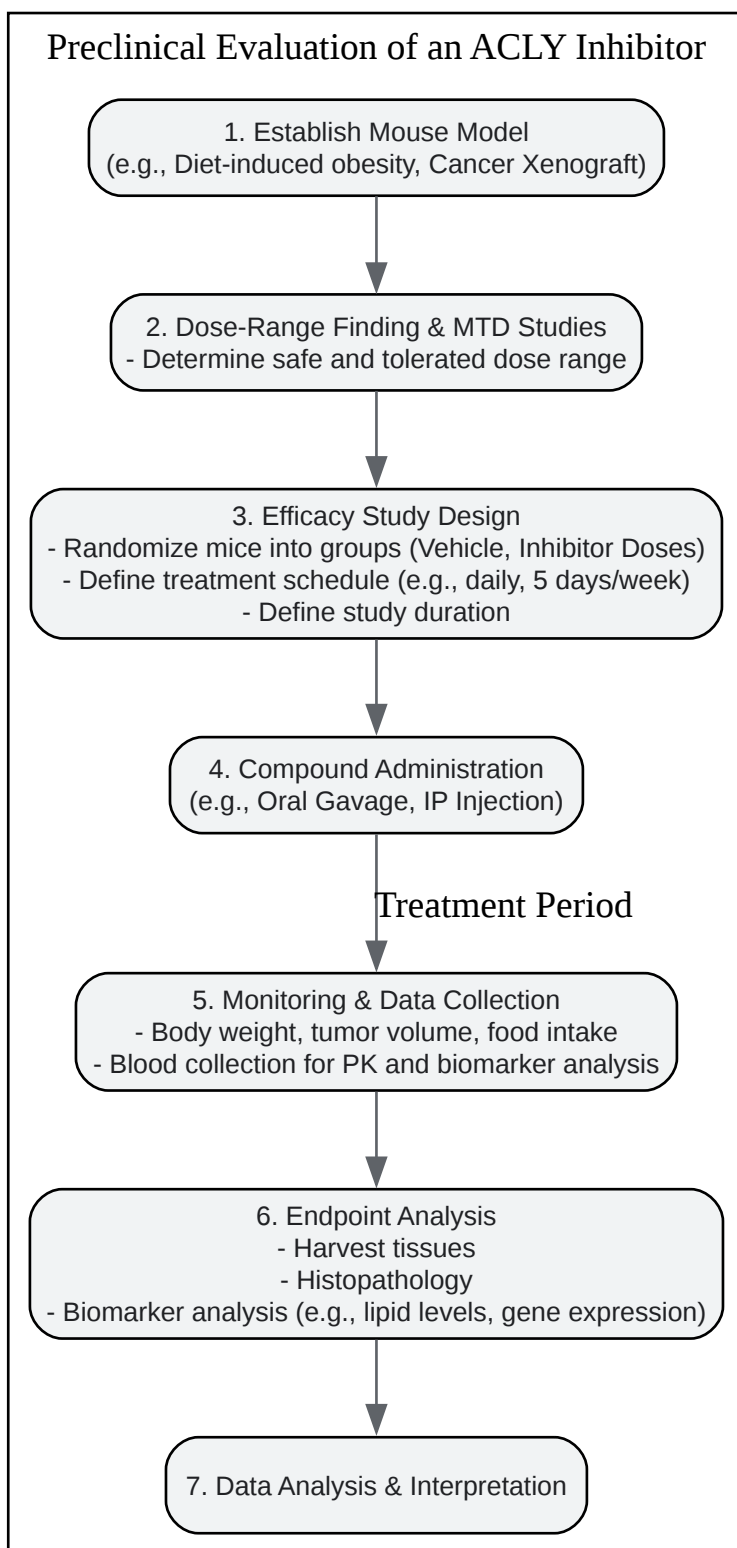 Preclinical Evaluation of an ACLY Inhibitor
1. Establish Mouse Model
(e.g., Diet-induced obesity, Cancer Xenograft)
2. Dose-Range Finding & MTD Studies
- Determine safe and tolerated dose range
3. Efficacy Study Design
- Randomize mice into groups (Vehicle, Inhibitor Doses)
- Define treatment schedule (e.g., daily, 5 days/week)
- Define study duration
4. Compound Administration
(e.g., Oral Gavage, IP Injection)
Treatment Period
5. Monitoring & Data Collection
- Body weight, tumor volume, food intake
- Blood collection for PK and biomarker analysis
6. Endpoint Analysis
- Harvest tissues
- Histopathology
- Biomarker analysis (e.g., lipid levels, gene expression)
7. Data Analysis & Interpretation